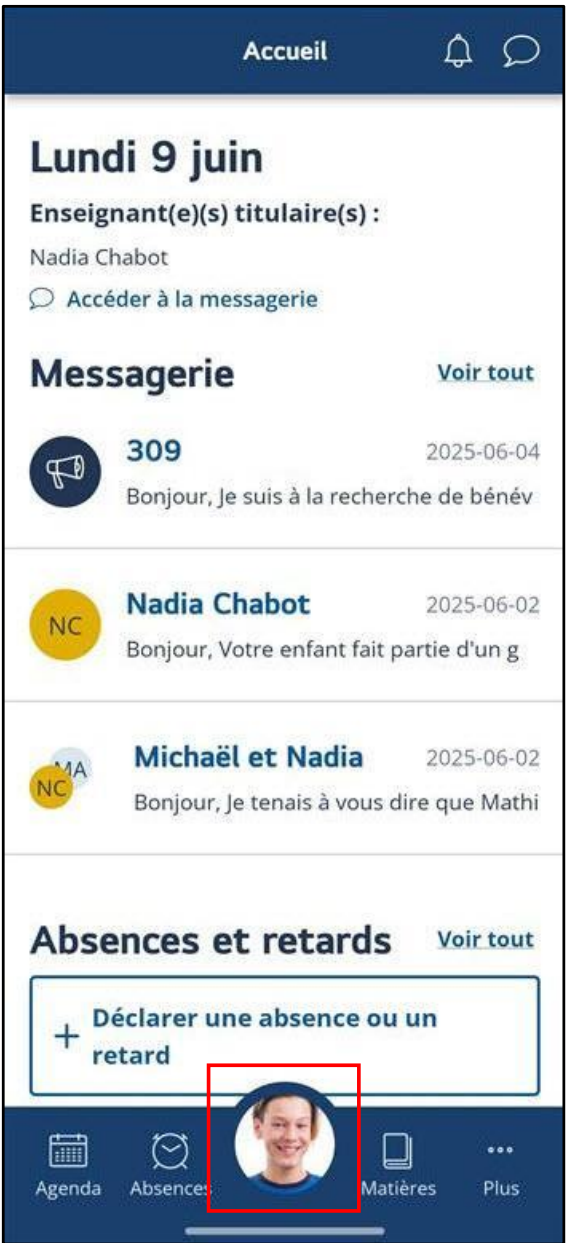 Accueil
Lundi 9 juin
Enseignant(e)(s) titulaire(s) :
Nadia Chabot
Accéder à la messagerie
Messagerie Voir tout
309 2025-06-04
Bonjour, Je suis à la recherche de bénév
NC
Nadia Chabot 2025-06-02
Bonjour, Votre enfant fait partie d'un g
MA
NC
Michaël et Nadia 2025-06-02
Bonjour, Je tenais à vous dire que Mathi
Absences et retards Voir tout
+ Déclarer une absence ou un
retard
Agenda Absences Matières Plus